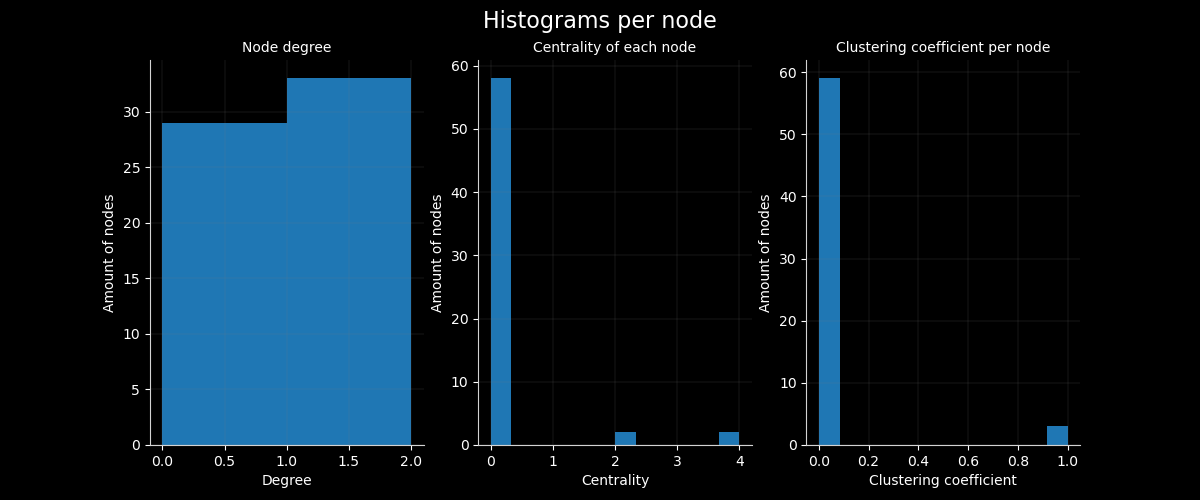 Histograms per node
Node degree
Amount of nodes
30
25
20
15
10
5
0
0.0 0.5 1.0 1.5 2.0
Degree
Centrality of each node
Amount of nodes
60
50
40
30
20
10
0
0 1 2 3 4
Centrality
Clustering coefficient per node
Amount of nodes
60
50
40
30
20
10
0
0.0 0.2 0.4 0.6 0.8 1.0
Clustering coefficient